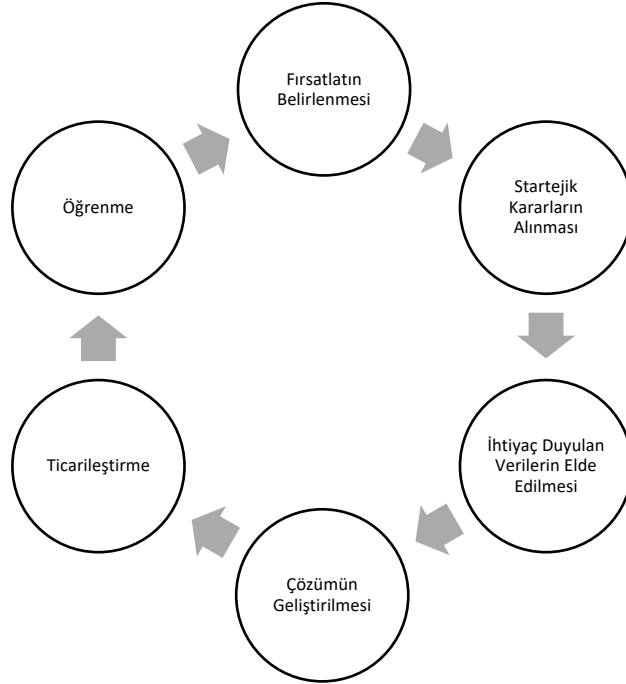 Fırsatlatın
Belirlenmesi
Startejik
Kararların
Alınması
İhtiyaç Duyulan
Verilerin Elde
Edilmesi
Çözümün
Geliştirilmesi
Ticarileştirme
Öğrenme